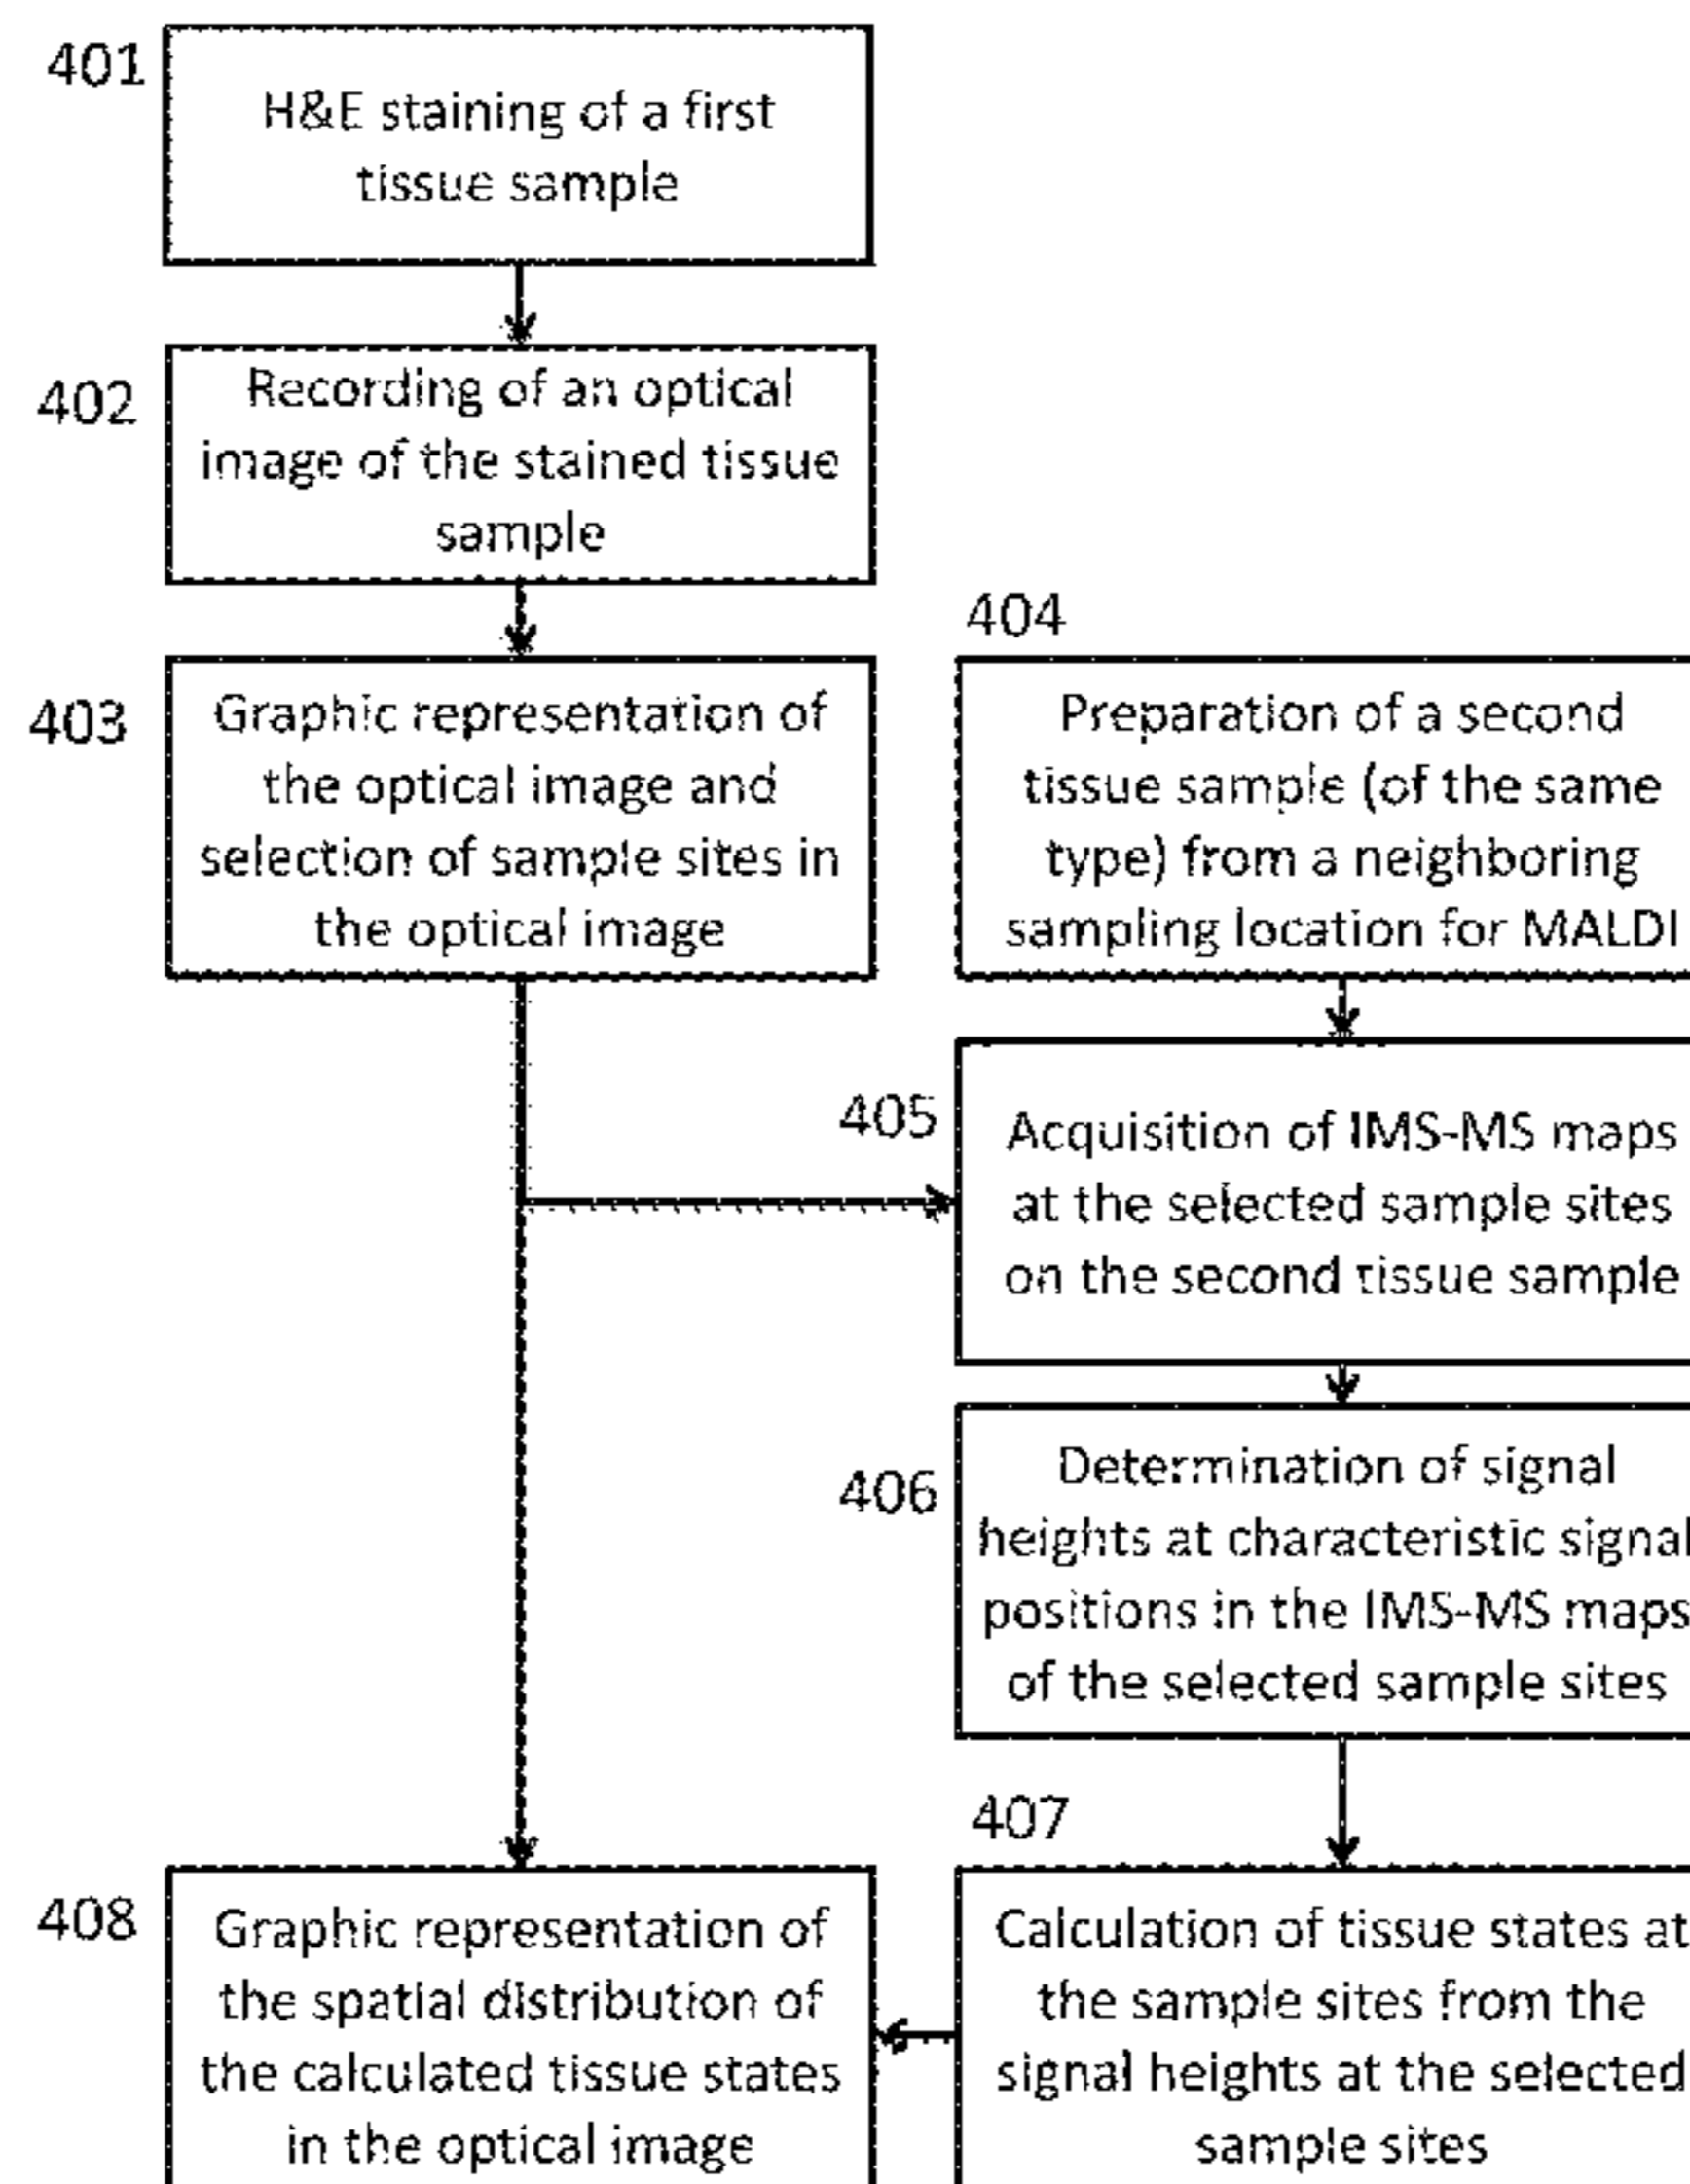 401
H&E staining of a first
tissue sample
402
Recording of an optical
image of the stained tissue
sample
403
Graphic representation of
the optical image and
selection of sample sites in
the optical image
404
Preparation of a second
tissue sample (of the same
type) from a neighboring
sampling location for MALDI
405
Acquisition of IMS-MS maps
at the selected sample sites
on the second tissue sample
406
Determination of signal
heights at characteristic signal
positions in the IMS-MS maps
of the selected sample sites
407
Calculation of tissue states at
the sample sites from the
signal heights at the selected
sample sites
408
Graphic representation of
the spatial distribution of
the calculated tissue states
in the optical image